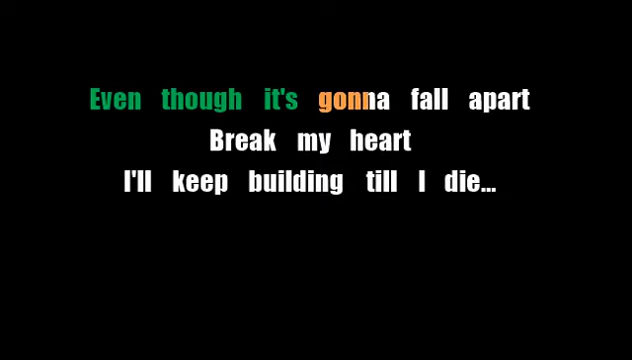 Even though it's gonna fall apart
Break my heart
I'll keep building till I die...